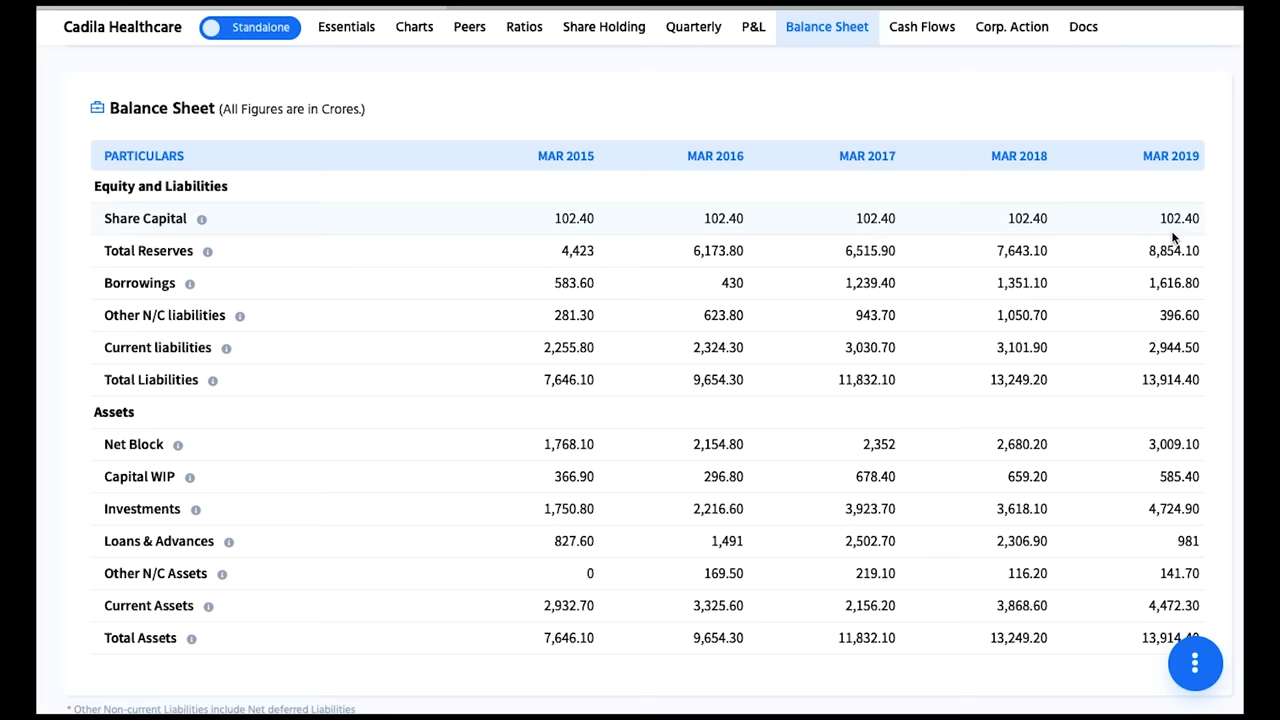 Cadila Healthcare Standalone Essentials Charts Peers Ratios Share Holding Quarterly P&L Balance Sheet Cash Flows Corp. Action Docs
Balance Sheet (All Figures are in Crores.)
PARTICULARS MAR 2015 MAR 2016 MAR 2017 MAR 2018 MAR 2019
Equity and Liabilities
Share Capital 102.40 102.40 102.40 102.40 102.40
Total Reserves 4,423 6,173.80 6,515.90 7,643.10 8,854.10
Borrowings 583.60 430 1,239.40 1,351.10 1,616.80
Other N/C liabilities 281.30 623.80 943.70 1,050.70 396.60
Current liabilities 2,255.80 2,324.30 3,030.70 3,101.90 2,944.50
Total Liabilities 7,646.10 9,654.30 11,832.10 13,249.20 13,914.40
Assets
Net Block 1,768.10 2,154.80 2,352 2,680.20 3,009.10
Capital WIP 366.90 296.80 678.40 659.20 585.40
Investments 1,750.80 2,216.60 3,923.70 3,618.10 4,724.90
Loans & Advances 827.60 1,491 2,502.70 2,306.90 981
Other N/C Assets 0 169.50 219.10 116.20 141.70
Current Assets 2,932.70 3,325.60 2,156.20 3,868.60 4,472.30
Total Assets 7,646.10 9,654.30 11,832.10 13,249.20 13,914.40
* Other Non-current Liabilities include Net deferred Liabilities